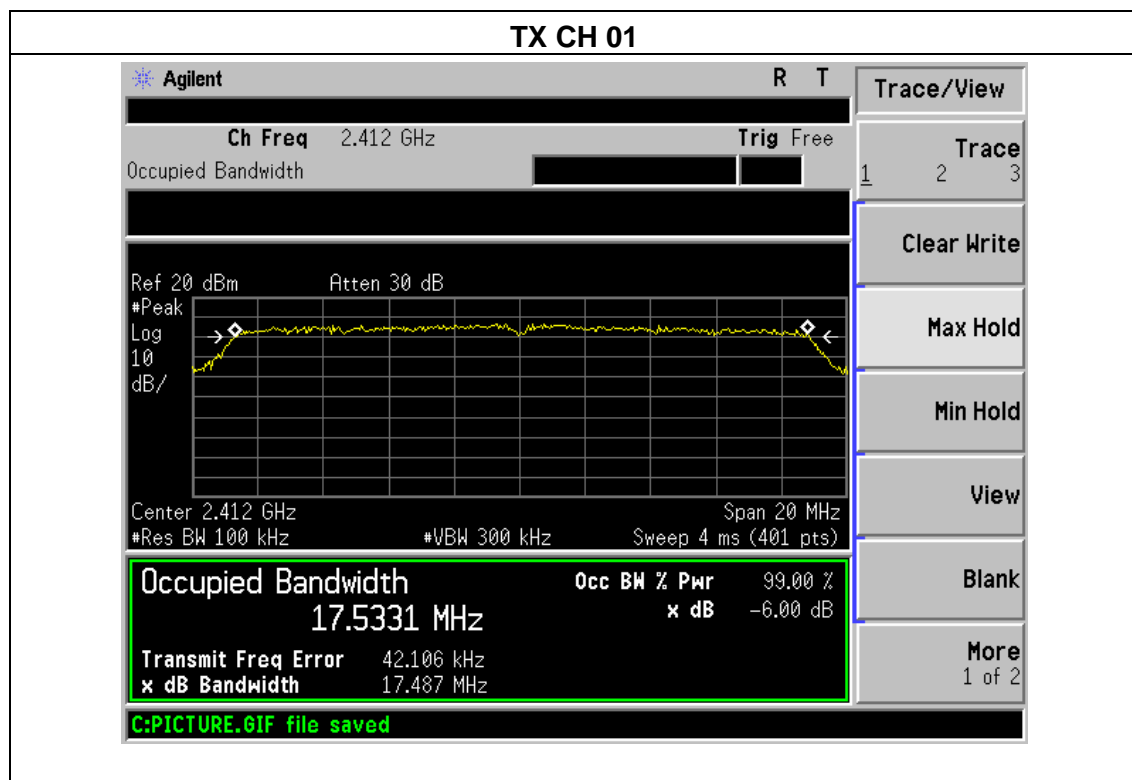 TX CH 01
Agilent R T
Trace/View
Ch Freq 2.412 GHz Trig Free
Occupied Bandwidth
Trace
1 2 3
Clear Write
Ref 20 dBm Atten 30 dB
#Peak
Log
10
dB/
Max Hold
Min Hold
View
Center 2.412 GHz Span 20 MHz
#Res BW 100 kHz #VBW 300 kHz Sweep 4 ms (401 pts)
Occupied Bandwidth Occ BW % Pwr 99.00 %
17.5331 MHz x dB -6.00 dB
Blank
Transmit Freq Error 42.106 kHz
x dB Bandwidth 17.487 MHz
More
1 of 2
C:PICTURE.GIF file saved